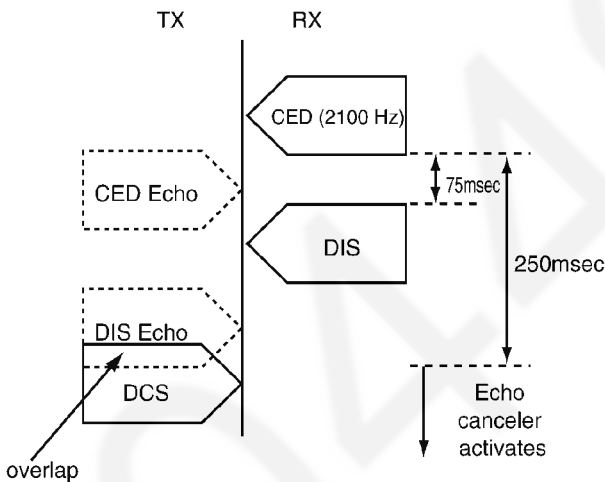 TX
RX
CED (2100 Hz)
CED Echo
75msec
DIS
250msec
DIS Echo
DCS
Echo
canceler
activates
overlap